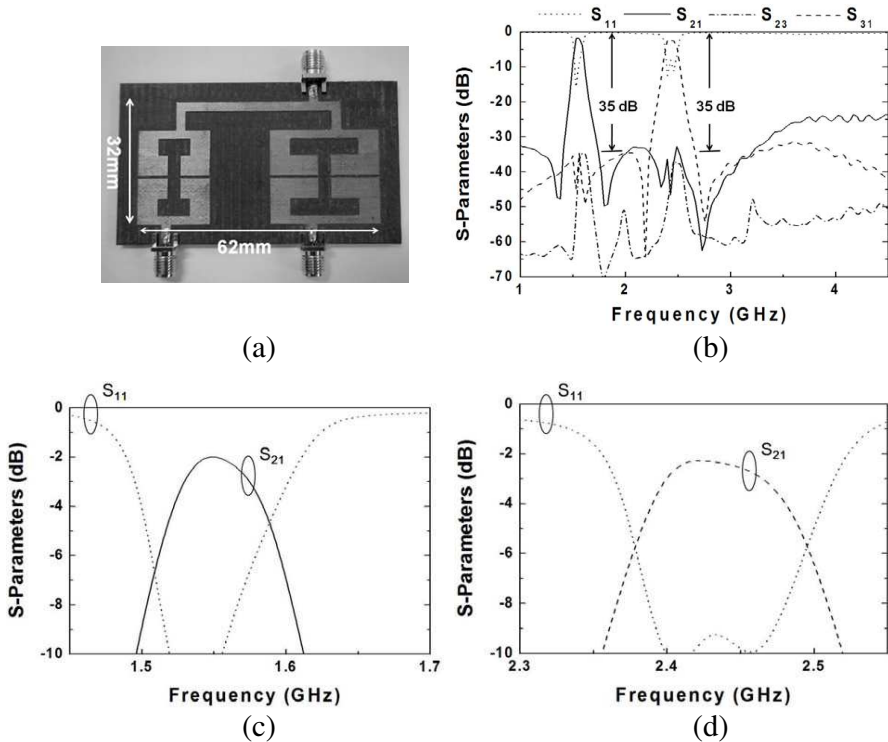 S11 S21 S23 S31
32mm
62mm
(a)
0
-10
-20
-30
-40
-50
-60
-70
S-Parameters (dB)
35 dB 35 dB
1 2 3 4
Frequency (GHz)
(b)
S11
S21
0
-2
-4
-6
-8
-10
S-Parameters (dB)
1.5 1.6 1.7
Frequency (GHz)
(c)
S11
S21
0
-2
-4
-6
-8
-10
S-Parameters (dB)
2.3 2.4 2.5
Frequency (GHz)
(d)